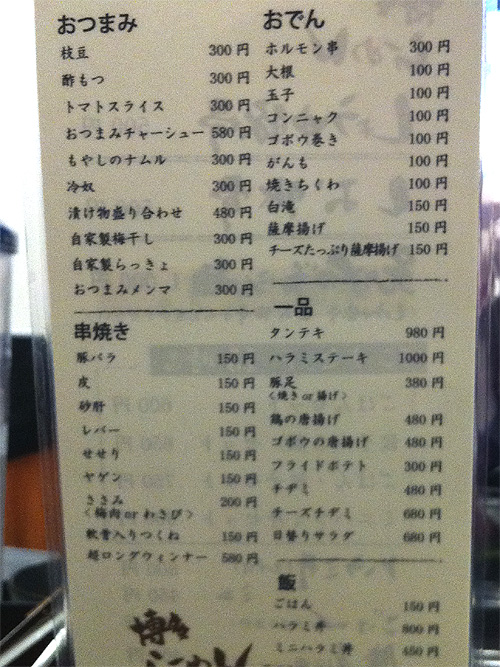 おつまみ
枝豆 300円
酢もつ 300円
トマトスライス 300円
おつまみチャーシュー 580円
もやしのナムル 300円
冷奴 300円
漬け物盛り合わせ 480円
自家製梅干し 300円
自家製らっきょ 300円
おつまみメンマ 300円
串焼き
豚バラ 150円
皮 150円
砂肝 150円
レバー 150円
せせり 150円
ヤゲン 150円
ささみ 200円
〈梅肉orわさび〉
軟骨入りつくね 150円
超ロングウィンナー 580円
博多
おでん
ホルモン串 300円
大根 100円
玉子 100円
コンニャク 100円
ゴボウ巻き 100円
がんも 100円
焼きちくわ 100円
白滝 150円
薩摩揚げ 150円
チーズたっぷり薩摩揚げ 150円
一品
タンテキ 980円
ハラミステーキ 1000円
豚足 380円
〈焼きor揚げ〉
鶏の唐揚げ 480円
ゴボウの唐揚げ 480円
フライドポテト 300円
チヂミ 480円
チーズチヂミ 680円
日替りサラダ 680円
飯
ごはん 150円
ハラミ丼 800円
ミニハラミ丼 450円